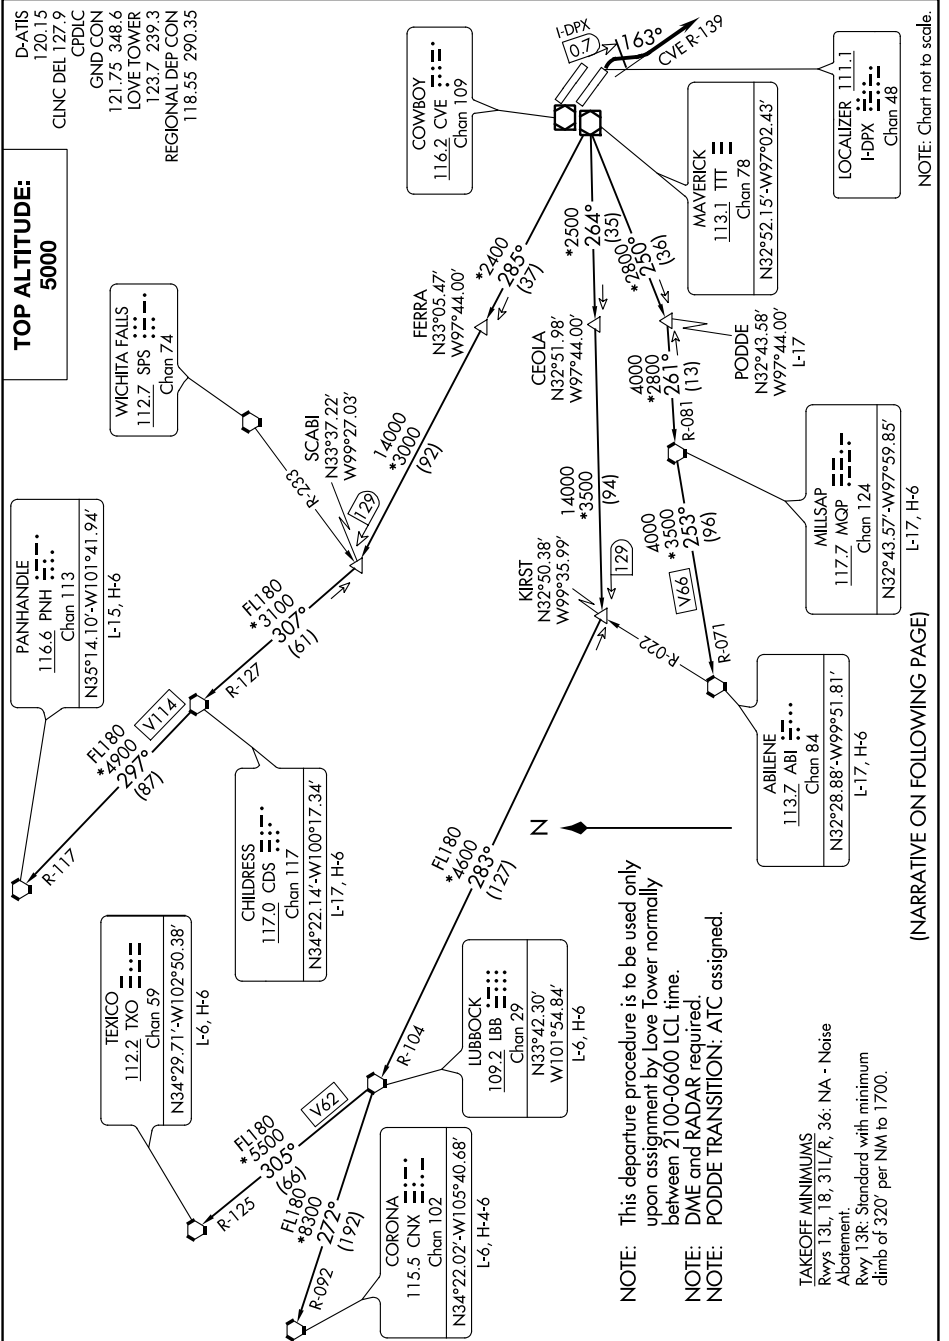 TOP ALTITUDE:
5000
D-ATIS
120.15
CLNC DEL 127.9
CPDLC
GND CON
121.75 348.6
LOVE TOWER
123.7 239.3
REGIONAL DEP CON
118.55 290.35
PANHANDLE
116.6 PNH
Chan 113
N35°14.10'-W101°41.94'
L-15, H-6
WICHITA FALLS
112.7 SPS
Chan 74
COWBOY
116.2 CVE
Chan 109
R-117
FL180
*4900
297°
(87)
V114
R-127
FL180
*3100
307°
(61)
R-233
SCABI
N33°37.22'
W99°27.03'
129
14000
*3000
(92)
FERRA
N33°05.47'
W97°44.00'
*2400
285°
(37)
I-DPX
0.7
163°
CVE R-139
TEXICO
112.2 TXO
Chan 59
N34°29.71'-W102°50.38'
L-6, H-6
CHILDRESS
117.0 CDS
Chan 117
N34°22.14'-W100°17.34'
L-17, H-6
R-125
FL180
*5500
305°
(66)
V62
R-092
FL180
*8300
272°
(192)
R-104
FL180
*4600
283°
(127)
KIRST
N32°50.38'
W99°35.99'
129
14000
*3500
(94)
CEOLA
N32°51.98'
W97°44.00'
*2500
264°
(35)
*2800
250°
(36)
MAVERICK
113.1 TTT
Chan 78
N32°52.15'-W97°02.43'
LOCALIZER 111.1
I-DPX
Chan 48
CORONA
115.5 CNX
Chan 102
N34°22.02'-W105°40.68'
L-6, H-4-6
LUBBOCK
109.2 LBB
Chan 29
N33°42.30'
W101°54.84'
L-6, H-6
N
R-022
R-071
V66
4000
*3500
253°
(96)
R-081
4000
*2800
261°
(13)
PODDE
N32°43.58'
W97°44.00'
L-17
ABILENE
113.7 ABI
Chan 84
N32°28.88'-W99°51.81'
L-17, H-6
MILLSAP
117.7 MQP
Chan 124
N32°43.57'-W97°59.85'
L-17, H-6
NOTE: This departure procedure is to be used only
upon assignment by Love Tower normally
between 2100-0600 LCL time.
NOTE: DME and RADAR required.
NOTE: PODDE TRANSITION: ATC assigned.
TAKEOFF MINIMUMS
Rwys 13L, 18, 31L/R, 36: NA - Noise
Abatement.
Rwy 13R: Standard with minimum
climb of 320' per NM to 1700.
NOTE: Chart not to scale.
(NARRATIVE ON FOLLOWING PAGE)